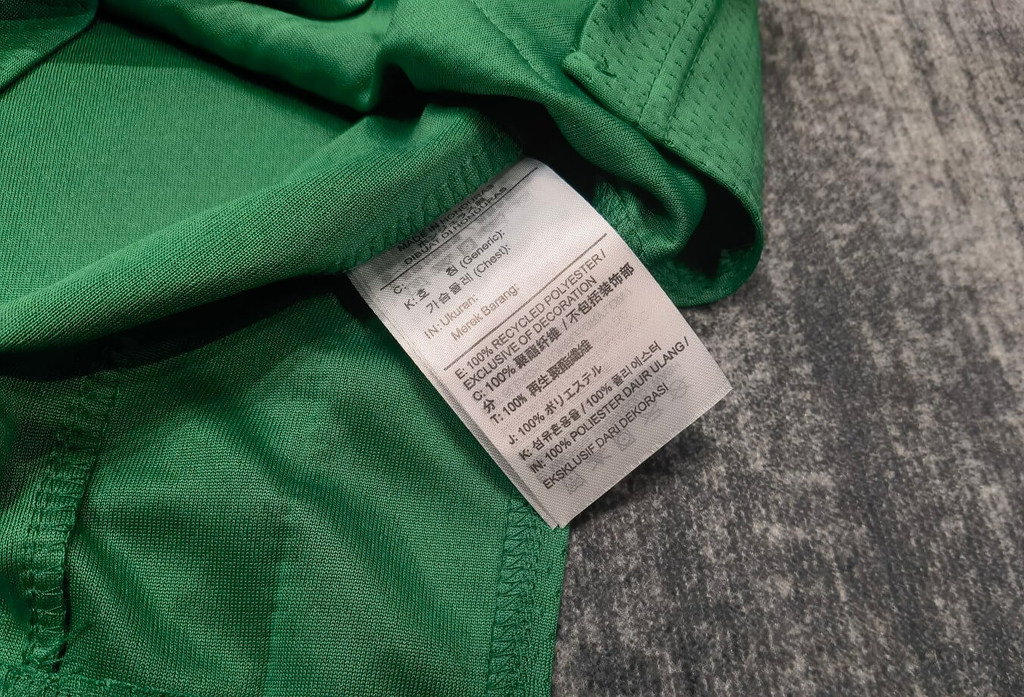 DIBUAT DI HONDURAS
C:
K: 호 칭 (Generic):
가슴둘레 (Chest):
IN: Ukuran:
Merek Barang:
E: 100% RECYCLED POLYESTER /
EXCLUSIVE OF DECORATION
C: 100% 聚酯纤维 / 不包括装饰部
分
T: 100% 再生聚酯纖維
J: 100% ポリエステル
K: 섬유혼용율 / 100% 폴리에스터
IN: 100% POLIESTER DAUR ULANG /
EKSKLUSIF DARI DEKORASI